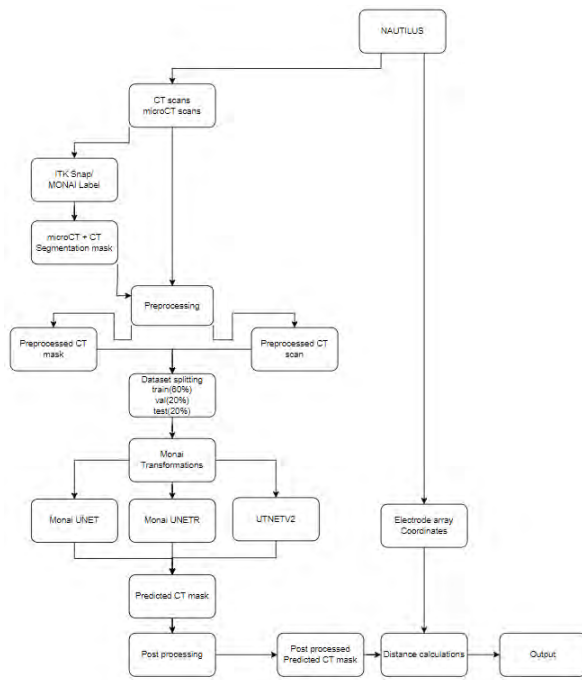 NAUTILUS
CT scans
microCT scans
ITK Snap/
MONAI Label
microCT + CT
Segmentation mask
Preprocessing
Preprocessed CT
mask
Preprocessed CT
scan
Dataset splitting
train(60%)
val(20%)
test(20%)
Monai
Transformations
Monai UNET
Monai UNETR
UTNETV2
Electrode array
Coordinates
Predicted CT mask
Post processing
Post processed
Predicted CT mask
Distance calculations
Output